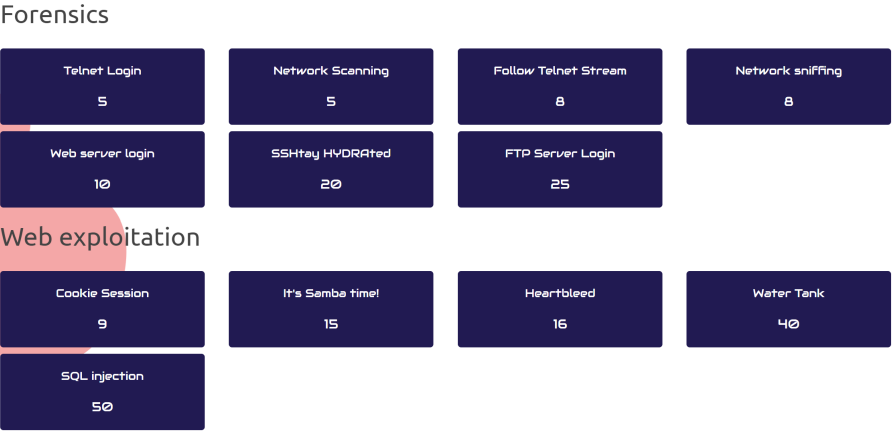 Forensics
Telnet Login
5
Network Scanning
5
Follow Telnet Stream
8
Network sniffing
8
Web server login
10
SSHtay HYDRAted
20
FTP Server Login
25
Web exploitation
Cookie Session
9
It's Samba time!
15
Heartbleed
16
Water Tank
40
SQL injection
50